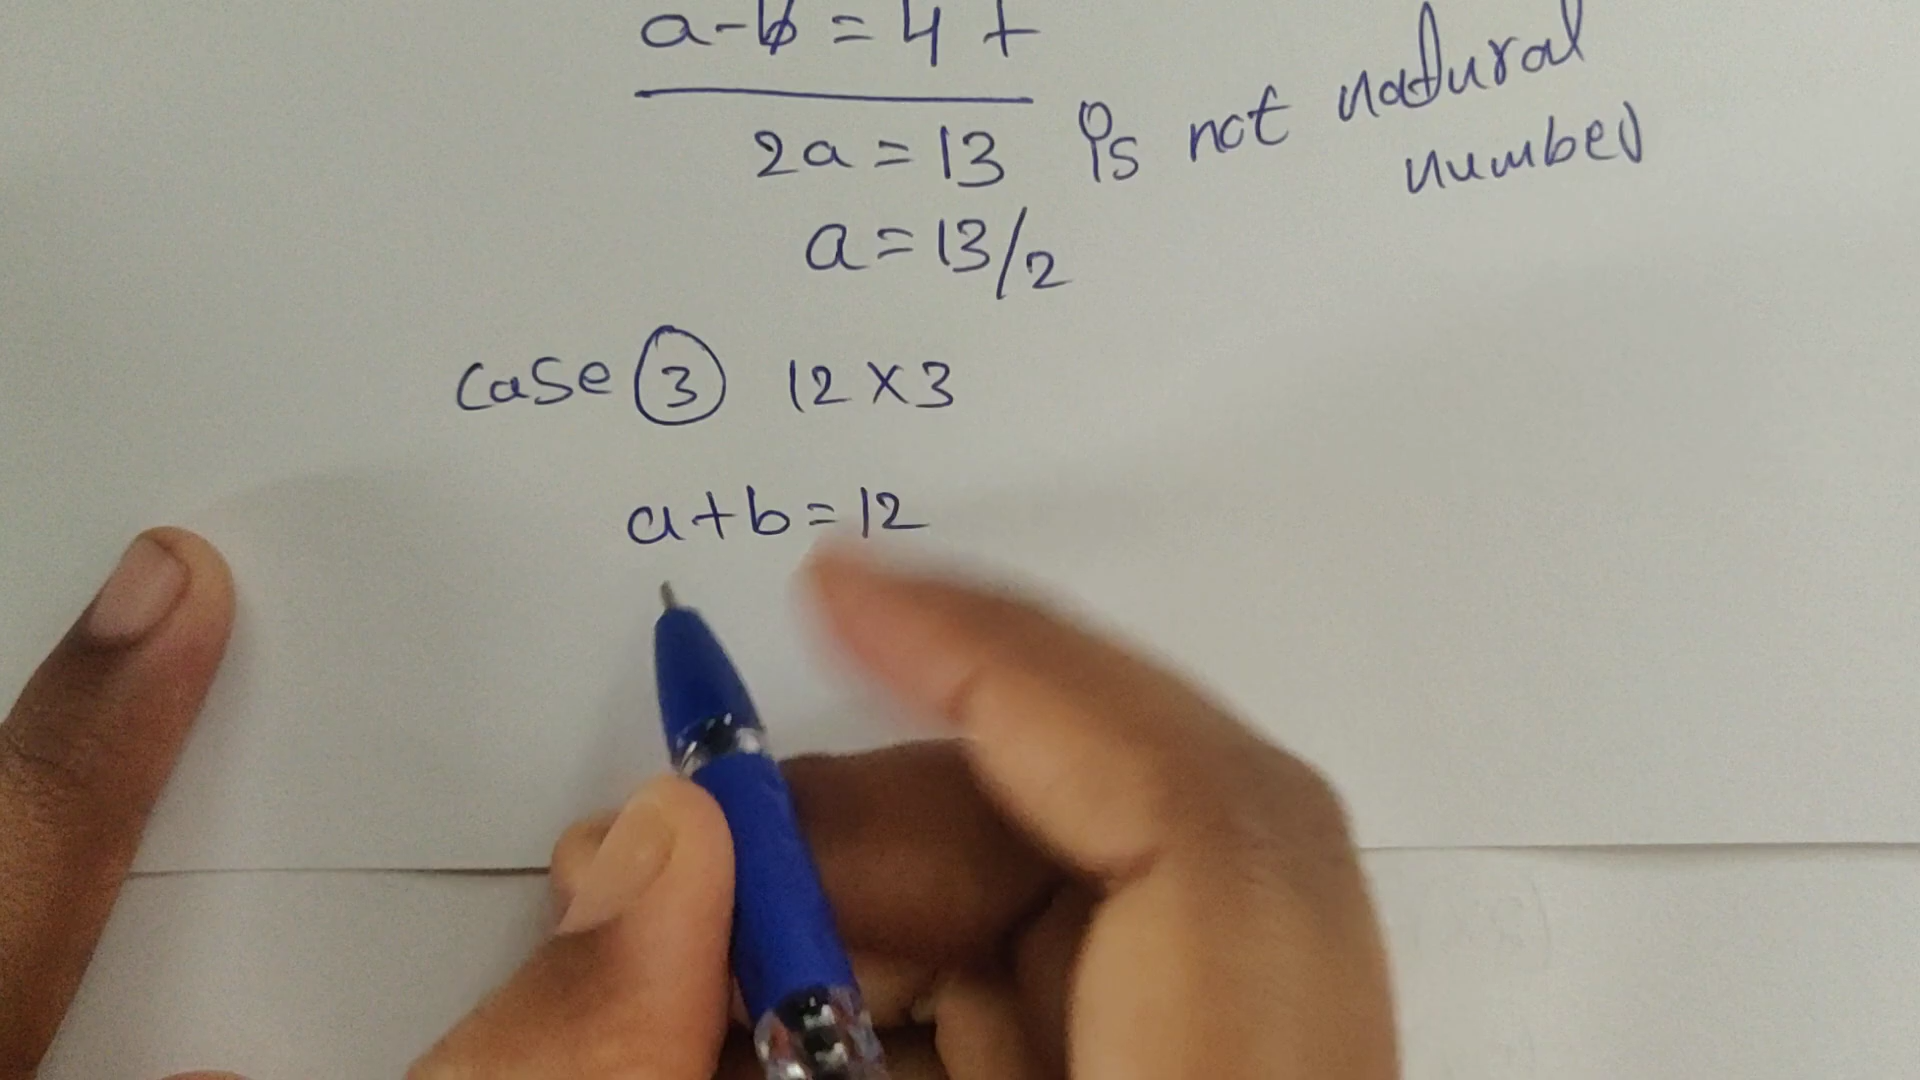 a-b = 4 +
2a = 13 is not natural
number
a = 13/2
case 3 12 x 3
a+b=12